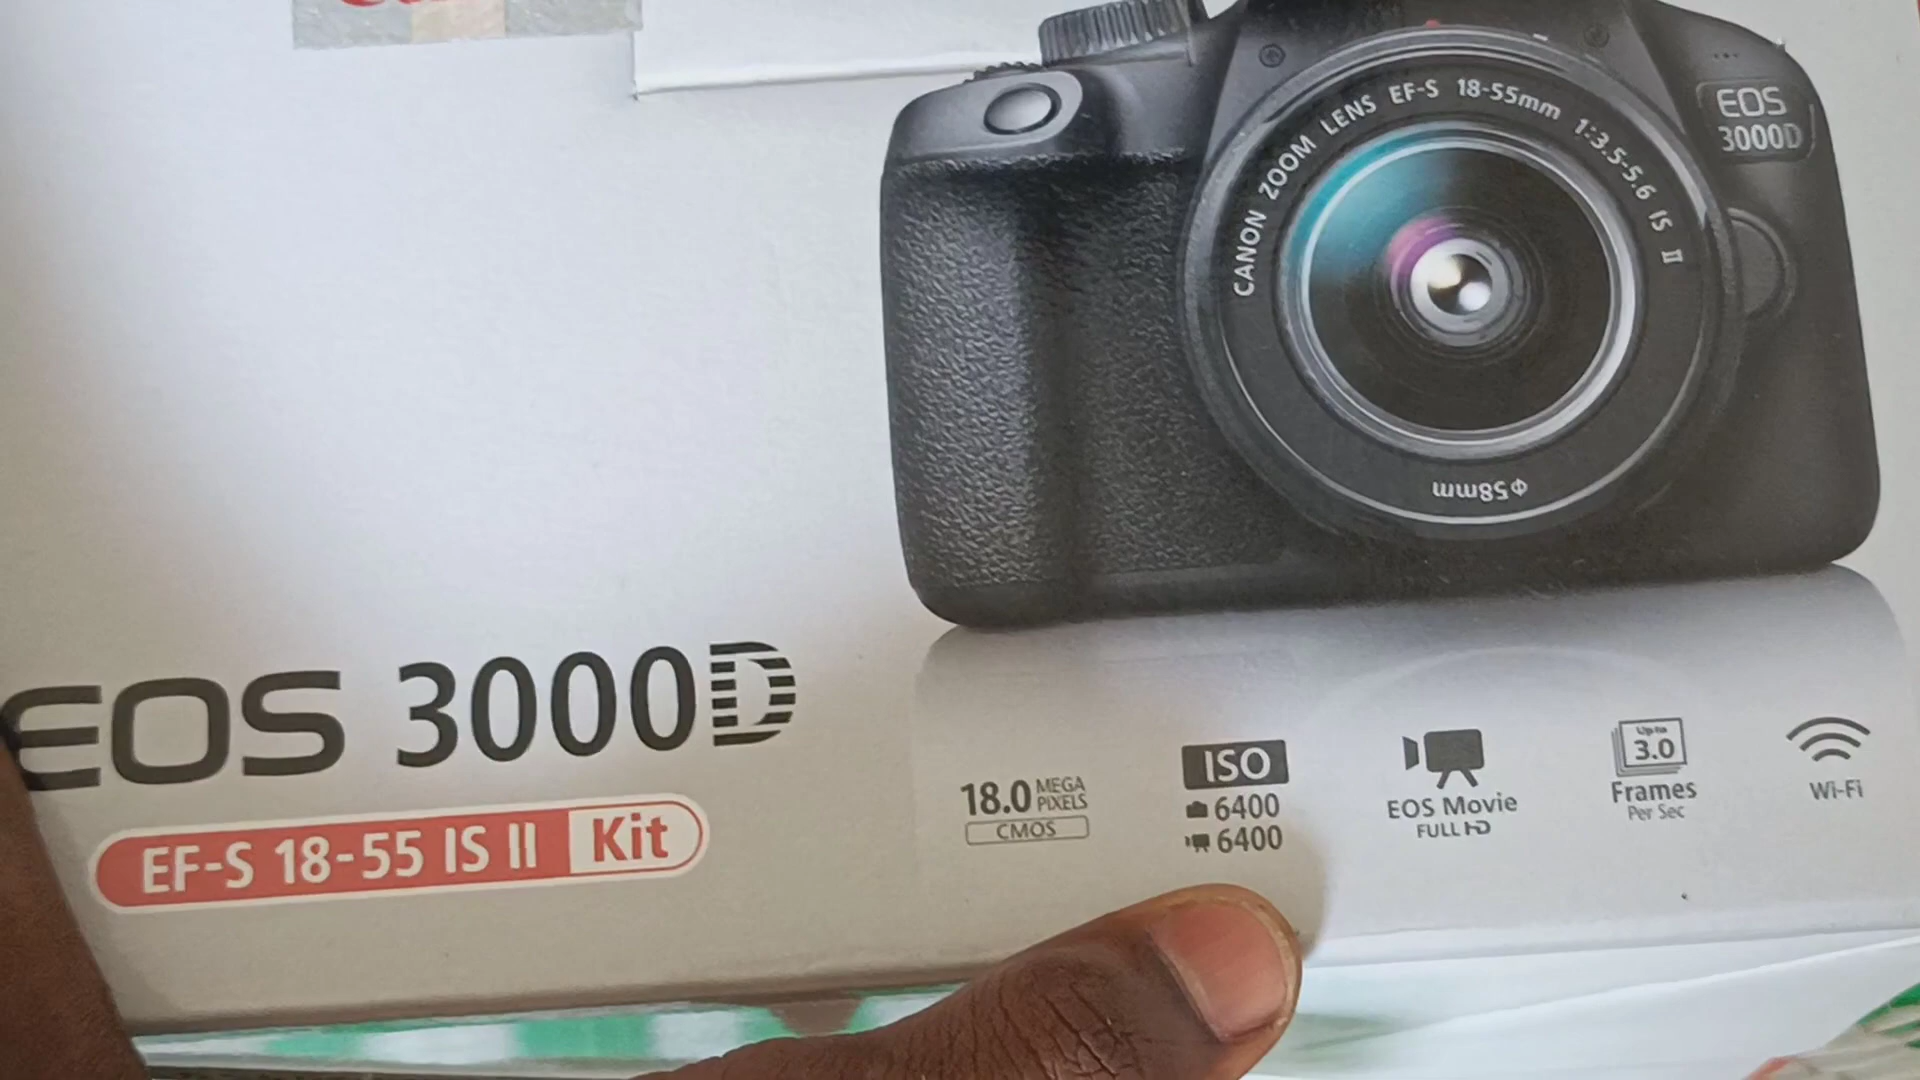 EOS
3000D
CANON ZOOM LENS EF-S 18-55mm 1:3.5-5.6 IS II
Φ58mm
EOS 3000D
EF-S 18-55 IS II Kit
18.0 MEGA PIXELS
CMOS
ISO
6400
6400
EOS Movie
FULL HD
Up to
3.0
Frames
Per Sec
Wi-Fi